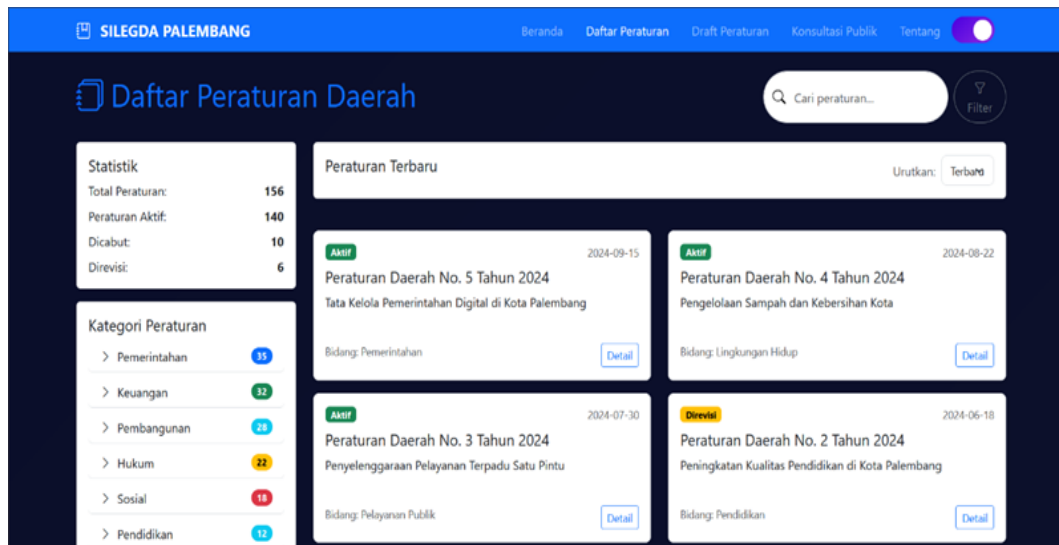 SILEGDA PALEMBANG
Beranda Daftar Peraturan Draft Peraturan Konsultasi Publik Tentang
Daftar Peraturan Daerah
Cari peraturan...
Filter
Statistik
Total Peraturan: 156
Peraturan Aktif: 140
Dicabut: 10
Direvisi: 6
Kategori Peraturan
Pemerintahan 35
Keuangan 32
Pembangunan 28
Hukum 22
Sosial 18
Pendidikan 12
Peraturan Terbaru
Urutkan: Terbaru
Aktif 2024-09-15
Peraturan Daerah No. 5 Tahun 2024
Tata Kelola Pemerintahan Digital di Kota Palembang
Bidang: Pemerintahan Detail
Aktif 2024-08-22
Peraturan Daerah No. 4 Tahun 2024
Pengelolaan Sampah dan Kebersihan Kota
Bidang: Lingkungan Hidup Detail
Aktif 2024-07-30
Peraturan Daerah No. 3 Tahun 2024
Penyelenggaraan Pelayanan Terpadu Satu Pintu
Bidang: Pelayanan Publik Detail
Direvisi 2024-06-18
Peraturan Daerah No. 2 Tahun 2024
Peningkatan Kualitas Pendidikan di Kota Palembang
Bidang: Pendidikan Detail